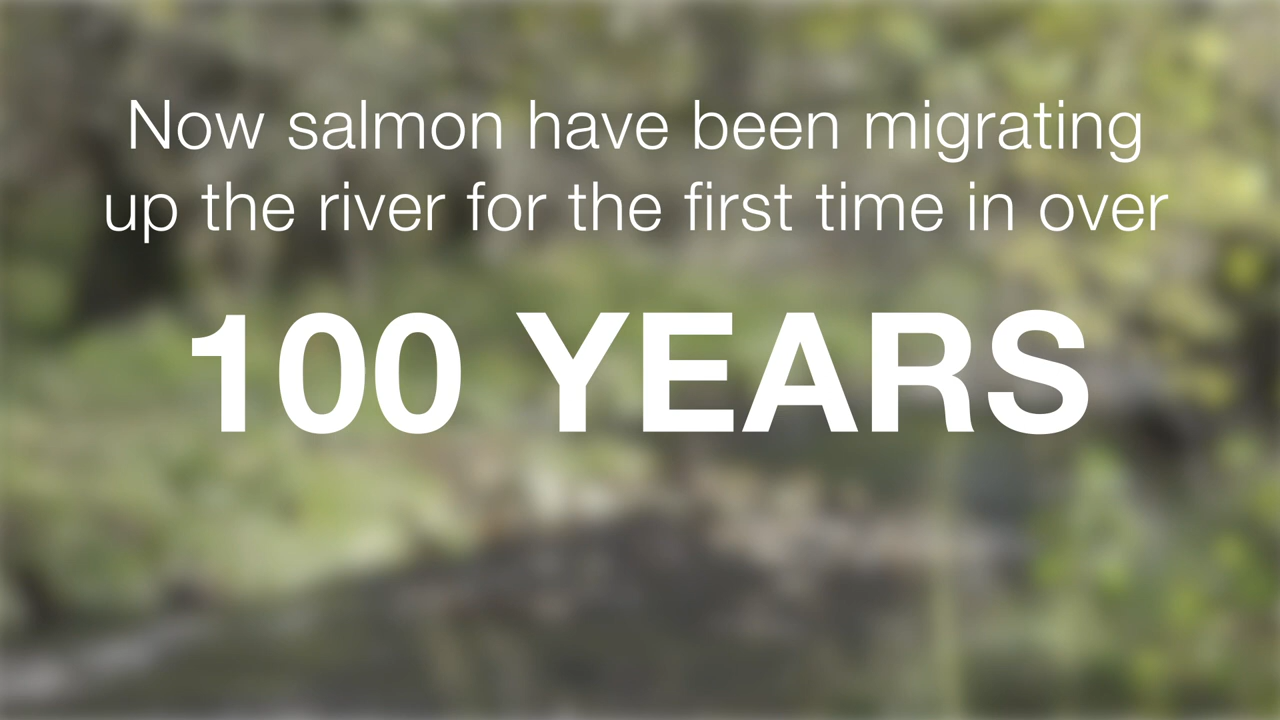 Now salmon have been migrating
up the river for the first time in over
100 YEARS